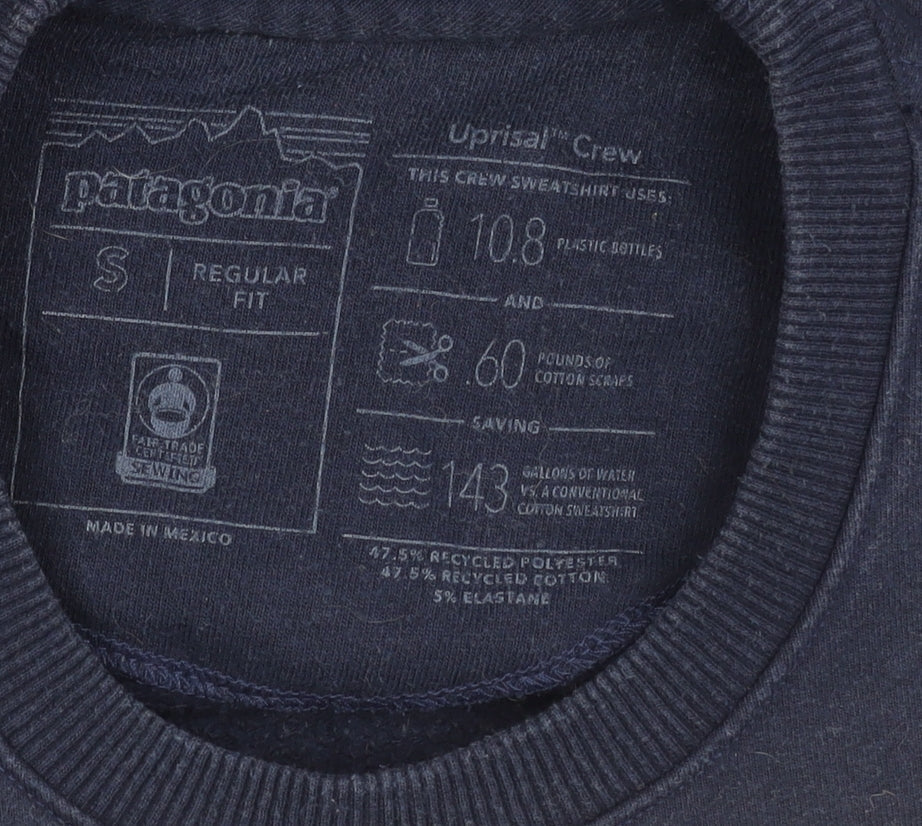 patagonia®
S
REGULAR
FIT
FAIR TRADE
CERTIFIED
SEWING
MADE IN MEXICO
Uprisal™ Crew
THIS CREW SWEATSHIRT USES:
10.8 PLASTIC BOTTLES
AND
.60 POUNDS OF
COTTON SCRAPS
SAVING
143 GALLONS OF WATER
VS. A CONVENTIONAL
COTTON SWEATSHIRT
47.5% RECYCLED POLYESTER
47.5% RECYCLED COTTON
5% ELASTANE